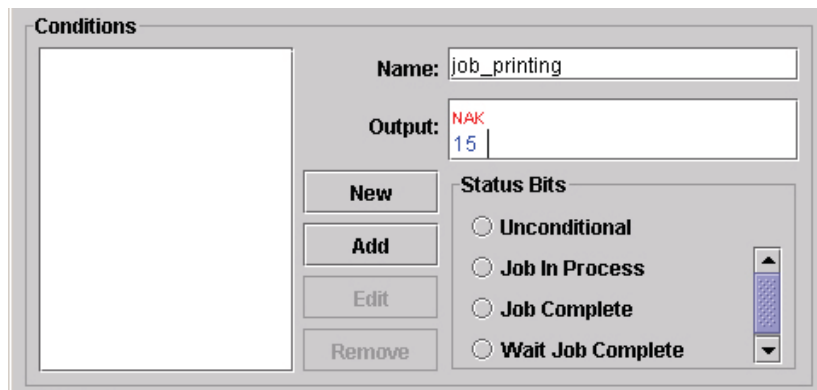 Conditions
Name: job_printing
Output: NAK
15
New
Add
Edit
Remove
Status Bits
Unconditional
Job In Process
Job Complete
Wait Job Complete